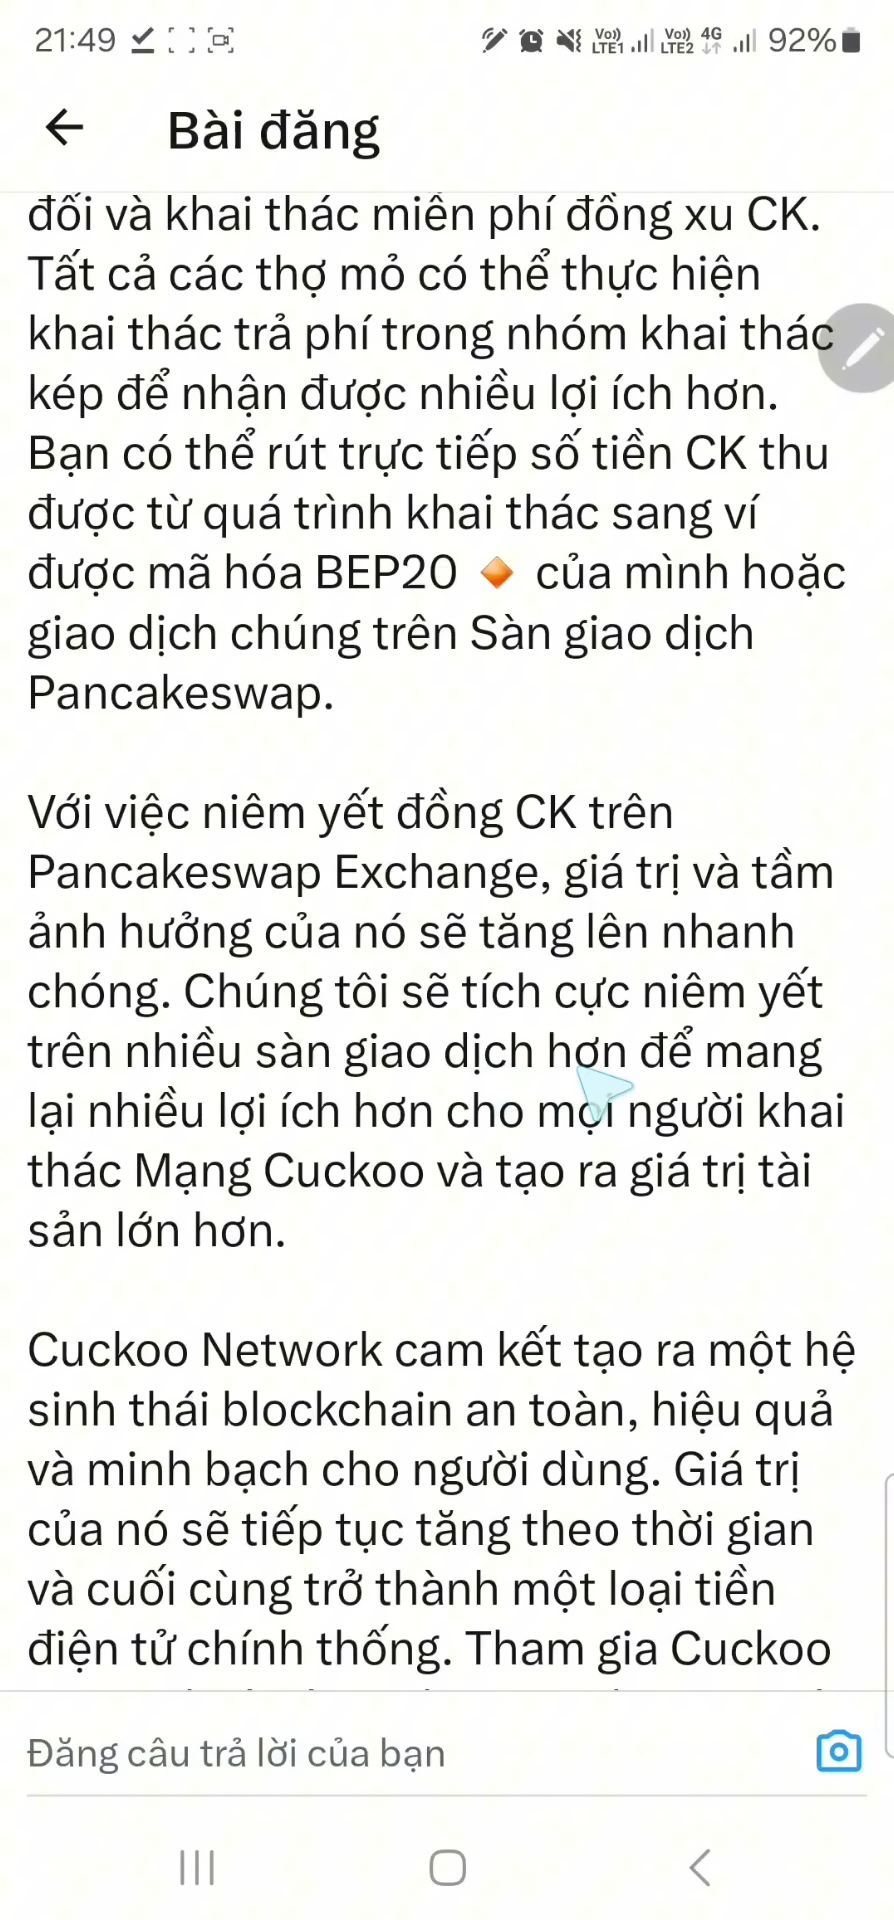 21:49
Vo))
LTE1
Vo))
LTE2
4G
92%
Bài đăng
đối và khai thác miễn phí đồng xu CK.
Tất cả các thợ mỏ có thể thực hiện
khai thác trả phí trong nhóm khai thác
kép để nhận được nhiều lợi ích hơn.
Bạn có thể rút trực tiếp số tiền CK thu
được từ quá trình khai thác sang ví
được mã hóa BEP20 🔸 của mình hoặc
giao dịch chúng trên Sàn giao dịch
Pancakeswap.
Với việc niêm yết đồng CK trên
Pancakeswap Exchange, giá trị và tầm
ảnh hưởng của nó sẽ tăng lên nhanh
chóng. Chúng tôi sẽ tích cực niêm yết
trên nhiều sàn giao dịch hơn để mang
lại nhiều lợi ích hơn cho mọi người khai
thác Mạng Cuckoo và tạo ra giá trị tài
sản lớn hơn.
Cuckoo Network cam kết tạo ra một hệ
sinh thái blockchain an toàn, hiệu quả
và minh bạch cho người dùng. Giá trị
của nó sẽ tiếp tục tăng theo thời gian
và cuối cùng trở thành một loại tiền
điện tử chính thống. Tham gia Cuckoo
Đăng câu trả lời của bạn